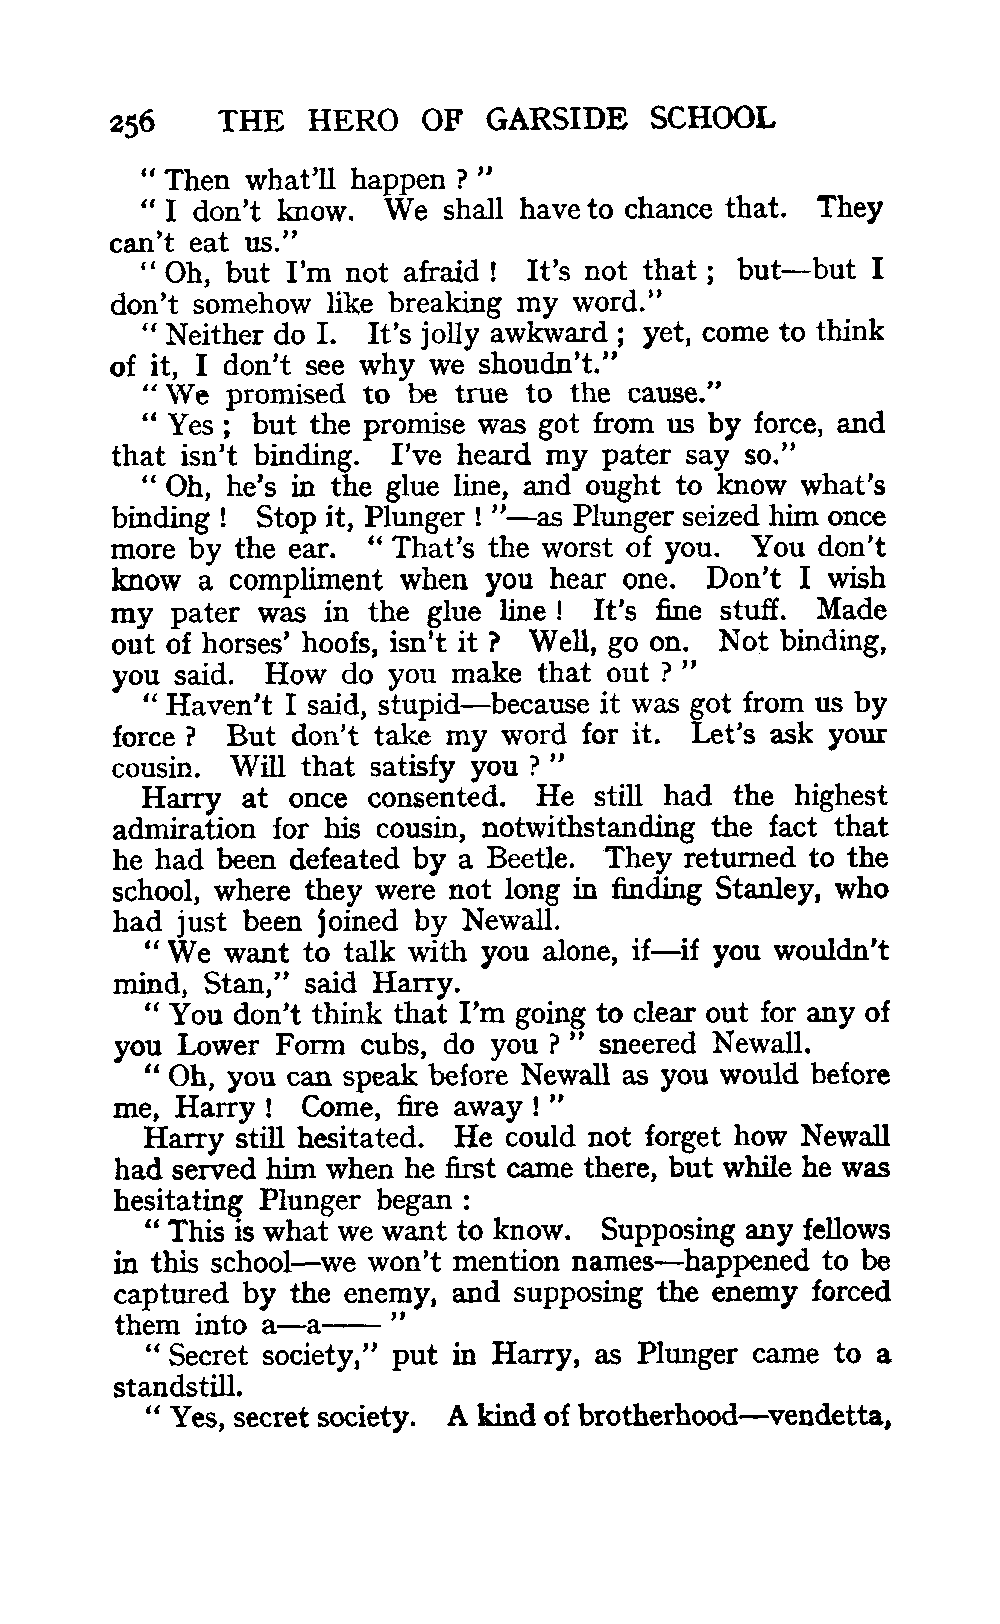 256 THE HERO OF GARSIDE SCHOOL
“ Then what’ll happen ? ”
“ I don’t know. We shall have to chance that. They
can’t eat us.”
“ Oh, but I’m not afraid ! It’s not that ; but—but I
don’t somehow like breaking my word.”
“ Neither do I. It’s jolly awkward ; yet, come to think
of it, I don’t see why we shoudn’t.”
“ We promised to be true to the cause.”
“ Yes ; but the promise was got from us by force, and
that isn’t binding. I’ve heard my pater say so.”
“ Oh, he’s in the glue line, and ought to know what’s
binding ! Stop it, Plunger ! ”—as Plunger seized him once
more by the ear. “ That’s the worst of you. You don’t
know a compliment when you hear one. Don’t I wish
my pater was in the glue line ! It’s fine stuff. Made
out of horses’ hoofs, isn’t it ? Well, go on. Not binding,
you said. How do you make that out ? ”
“ Haven’t I said, stupid—because it was got from us by
force ? But don’t take my word for it. Let’s ask your
cousin. Will that satisfy you ? ”
Harry at once consented. He still had the highest
admiration for his cousin, notwithstanding the fact that
he had been defeated by a Beetle. They returned to the
school, where they were not long in finding Stanley, who
had just been joined by Newall.
“ We want to talk with you alone, if—if you wouldn’t
mind, Stan,” said Harry.
“ You don’t think that I’m going to clear out for any of
you Lower Form cubs, do you ? ” sneered Newall.
“ Oh, you can speak before Newall as you would before
me, Harry ! Come, fire away ! ”
Harry still hesitated. He could not forget how Newall
had served him when he first came there, but while he was
hesitating Plunger began :
“ This is what we want to know. Supposing any fellows
in this school—we won’t mention names—happened to be
captured by the enemy, and supposing the enemy forced
them into a—a—— ”
“ Secret society,” put in Harry, as Plunger came to a
standstill.
“ Yes, secret society. A kind of brotherhood—vendetta,